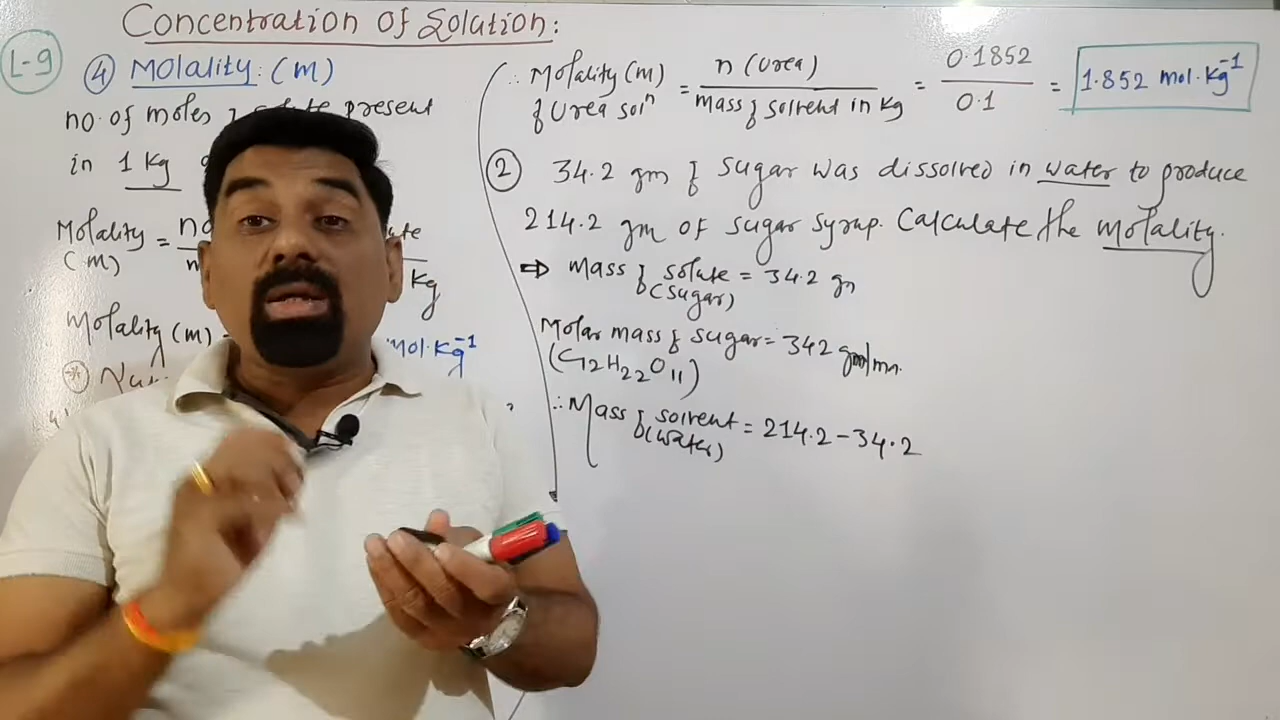 Concentration of Solution:
L-9
④ Molality: (m)
no. of moles solute present
in 1 Kg
Molality =
(m)
kg
Molality (m)
mol. kg⁻¹
∴ Molality (m) = n (Urea) / mass of solvent in kg = 0.1852 / 0.1 = 1.852 mol. kg⁻¹
of Urea solⁿ
② 34.2 gm of sugar was dissolved in water to produce
214.2 gm of sugar syrup. Calculate the molality.
⇒ mass of solute = 34.2 gm
(sugar)
Molar mass of sugar = 342
(C12H22O11)
∴ Mass of solvent = 214.2 - 34.2
(water)